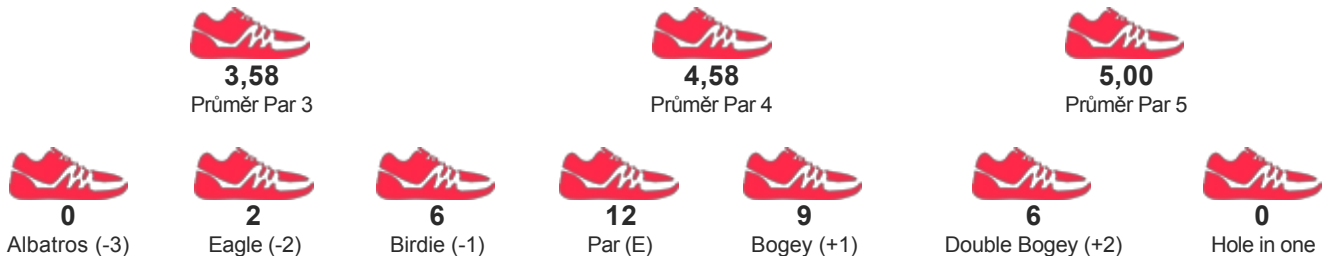 3,58 4,58 5,00
Průměr Par 3 Průměr Par 4 Průměr Par 5
0 2 6 12 9 6 0
Albatros (-3) Eagle (-2) Birdie (-1) Par (E) Bogey (+1) Double Bogey (+2) Hole in one